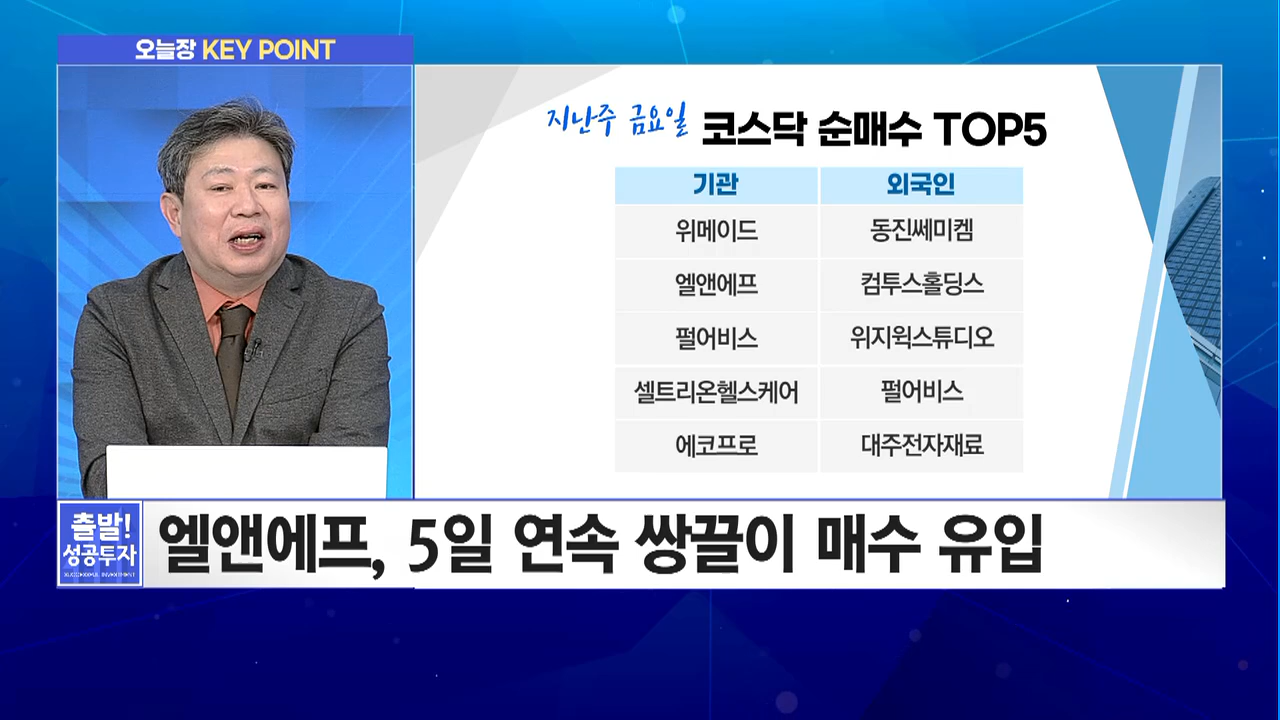 오늘장 KEY POINT
지난주 금요일 코스닥 순매수 TOP5
기관 외국인
위메이드 동진쎄미켐
엘앤에프 컴투스홀딩스
펄어비스 위지윅스튜디오
셀트리온헬스케어 펄어비스
에코프로 대주전자재료
출발!
성공투자
SUCCESSFUL INVESTMENT
엘앤에프, 5일 연속 쌍끌이 매수 유입